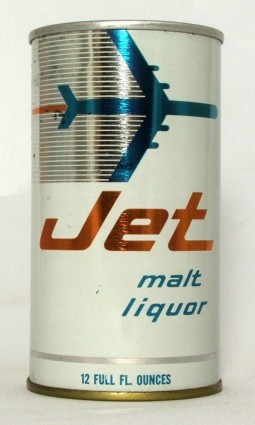 Jet
malt
liquor
12 FULL FL. OUNCES